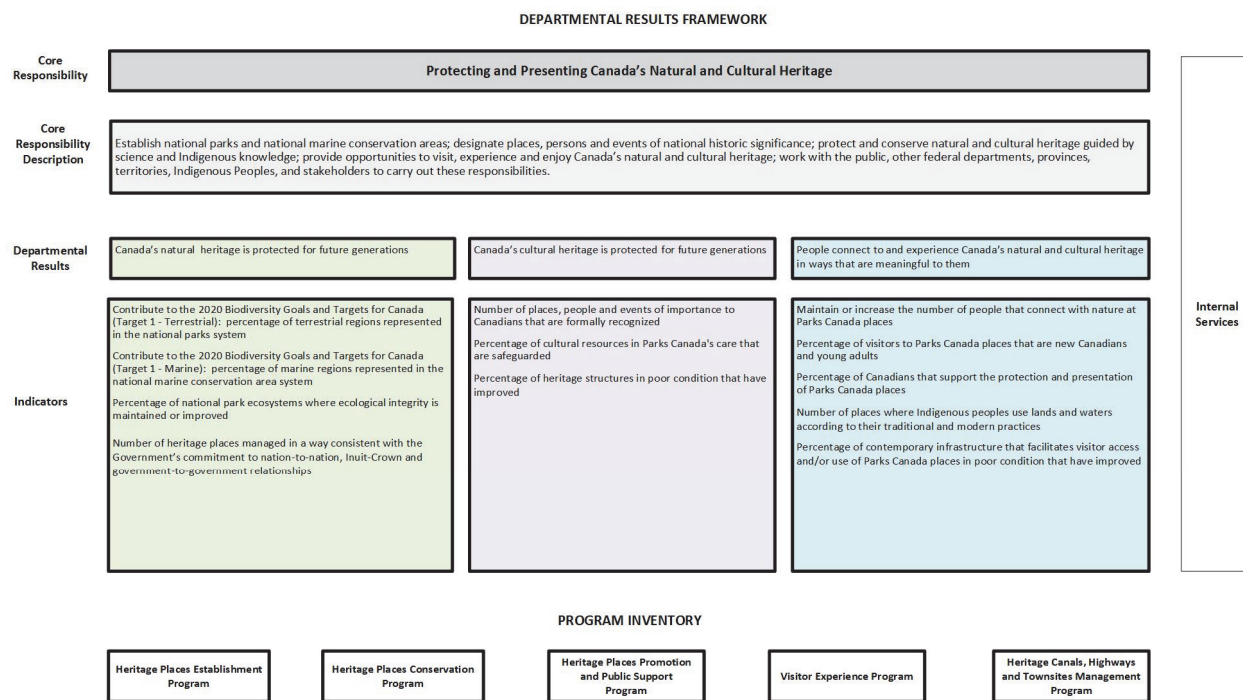 DEPARTMENTAL RESULTS FRAMEWORK
Core
Responsibility
Protecting and Presenting Canada's Natural and Cultural Heritage
Core
Responsibility
Description
Establish national parks and national marine conservation areas; designate places, persons and events of national historic significance; protect and conserve natural and cultural heritage guided by
science and Indigenous knowledge; provide opportunities to visit, experience and enjoy Canada's natural and cultural heritage; work with the public, other federal departments, provinces,
territories, Indigenous Peoples, and stakeholders to carry out these responsibilities.
Departmental
Results
Canada's natural heritage is protected for future generations
Canada's cultural heritage is protected for future generations
People connect to and experience Canada's natural and cultural heritage
in ways that are meaningful to them
Indicators
Contribute to the 2020 Biodiversity Goals and Targets for Canada
(Target 1 - Terrestrial): percentage of terrestrial regions represented
in the national parks system
Contribute to the 2020 Biodiversity Goals and Targets for Canada
(Target 1 - Marine): percentage of marine regions represented in the
national marine conservation area system
Percentage of national park ecosystems where ecological integrity is
maintained or improved
Number of heritage places managed in a way consistent with the
Government's commitment to nation-to-nation, Inuit-Crown and
government-to-government relationships
Number of places, people and events of importance to
Canadians that are formally recognized
Percentage of cultural resources in Parks Canada's care that
are safeguarded
Percentage of heritage structures in poor condition that have
improved
Maintain or increase the number of people that connect with nature at
Parks Canada places
Percentage of visitors to Parks Canada places that are new Canadians
and young adults
Percentage of Canadians that support the protection and presentation
of Parks Canada places
Number of places where Indigenous peoples use lands and waters
according to their traditional and modern practices
Percentage of contemporary infrastructure that facilitates visitor access
and/or use of Parks Canada places in poor condition that have improved
Internal
Services
PROGRAM INVENTORY
Heritage Places Establishment
Program
Heritage Places Conservation
Program
Heritage Places Promotion
and Public Support
Program
Visitor Experience Program
Heritage Canals, Highways
and Townsites Management
Program